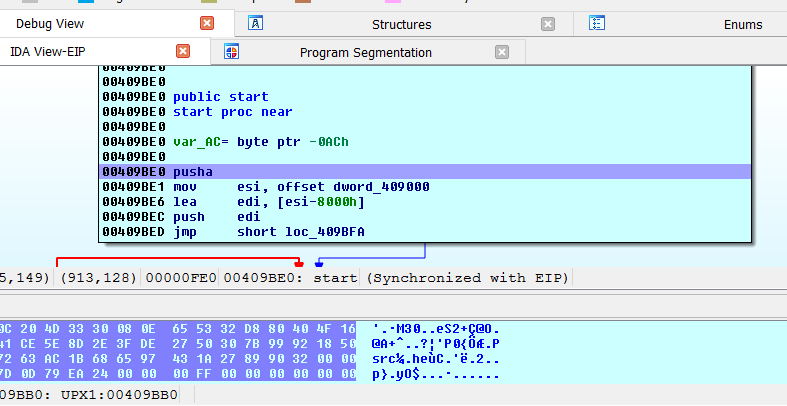 Debug View
Structures
Enums
IDA View-EIP
Program Segmentation
00409BE0
00409BE0
00409BE0 public start
00409BE0 start proc near
00409BE0
00409BE0 var_AC= byte ptr -0ACh
00409BE0
00409BE0 pusha
00409BE1 mov     esi, offset dword_409000
00409BE6 lea     edi, [esi-8000h]
00409BEC push    edi
00409BED jmp     short loc_409BFA
5,149) (913,128) 00000FE0 00409BE0: start (Synchronized with EIP)
0C 20 4D 33 30 08 0E  65 53 32 D8 80 40 4F 16  '.·M30..eS2+Ç@O.
41 CE 5E 8D 2E 3F DE  27 50 30 7B 99 92 18 50  @A+^..?¦'P0{ÖÆ.P
72 63 AC 1B 68 65 97  43 1A 27 89 90 32 00 00  src¼.heùC.'ë.2..
7D 0D 79 EA 24 00 00  00 FF 00 00 00 00 00 00  p}.yO$...·......
09BB0: UPX1:00409BB0